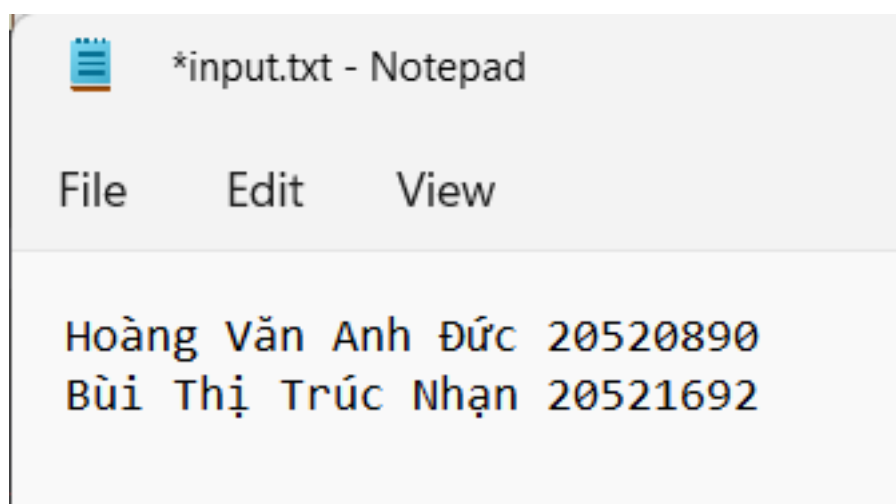 *input.txt - Notepad
File Edit View
Hoàng Văn Anh Đức 20520890
Bùi Thị Trúc Nhạn 20521692